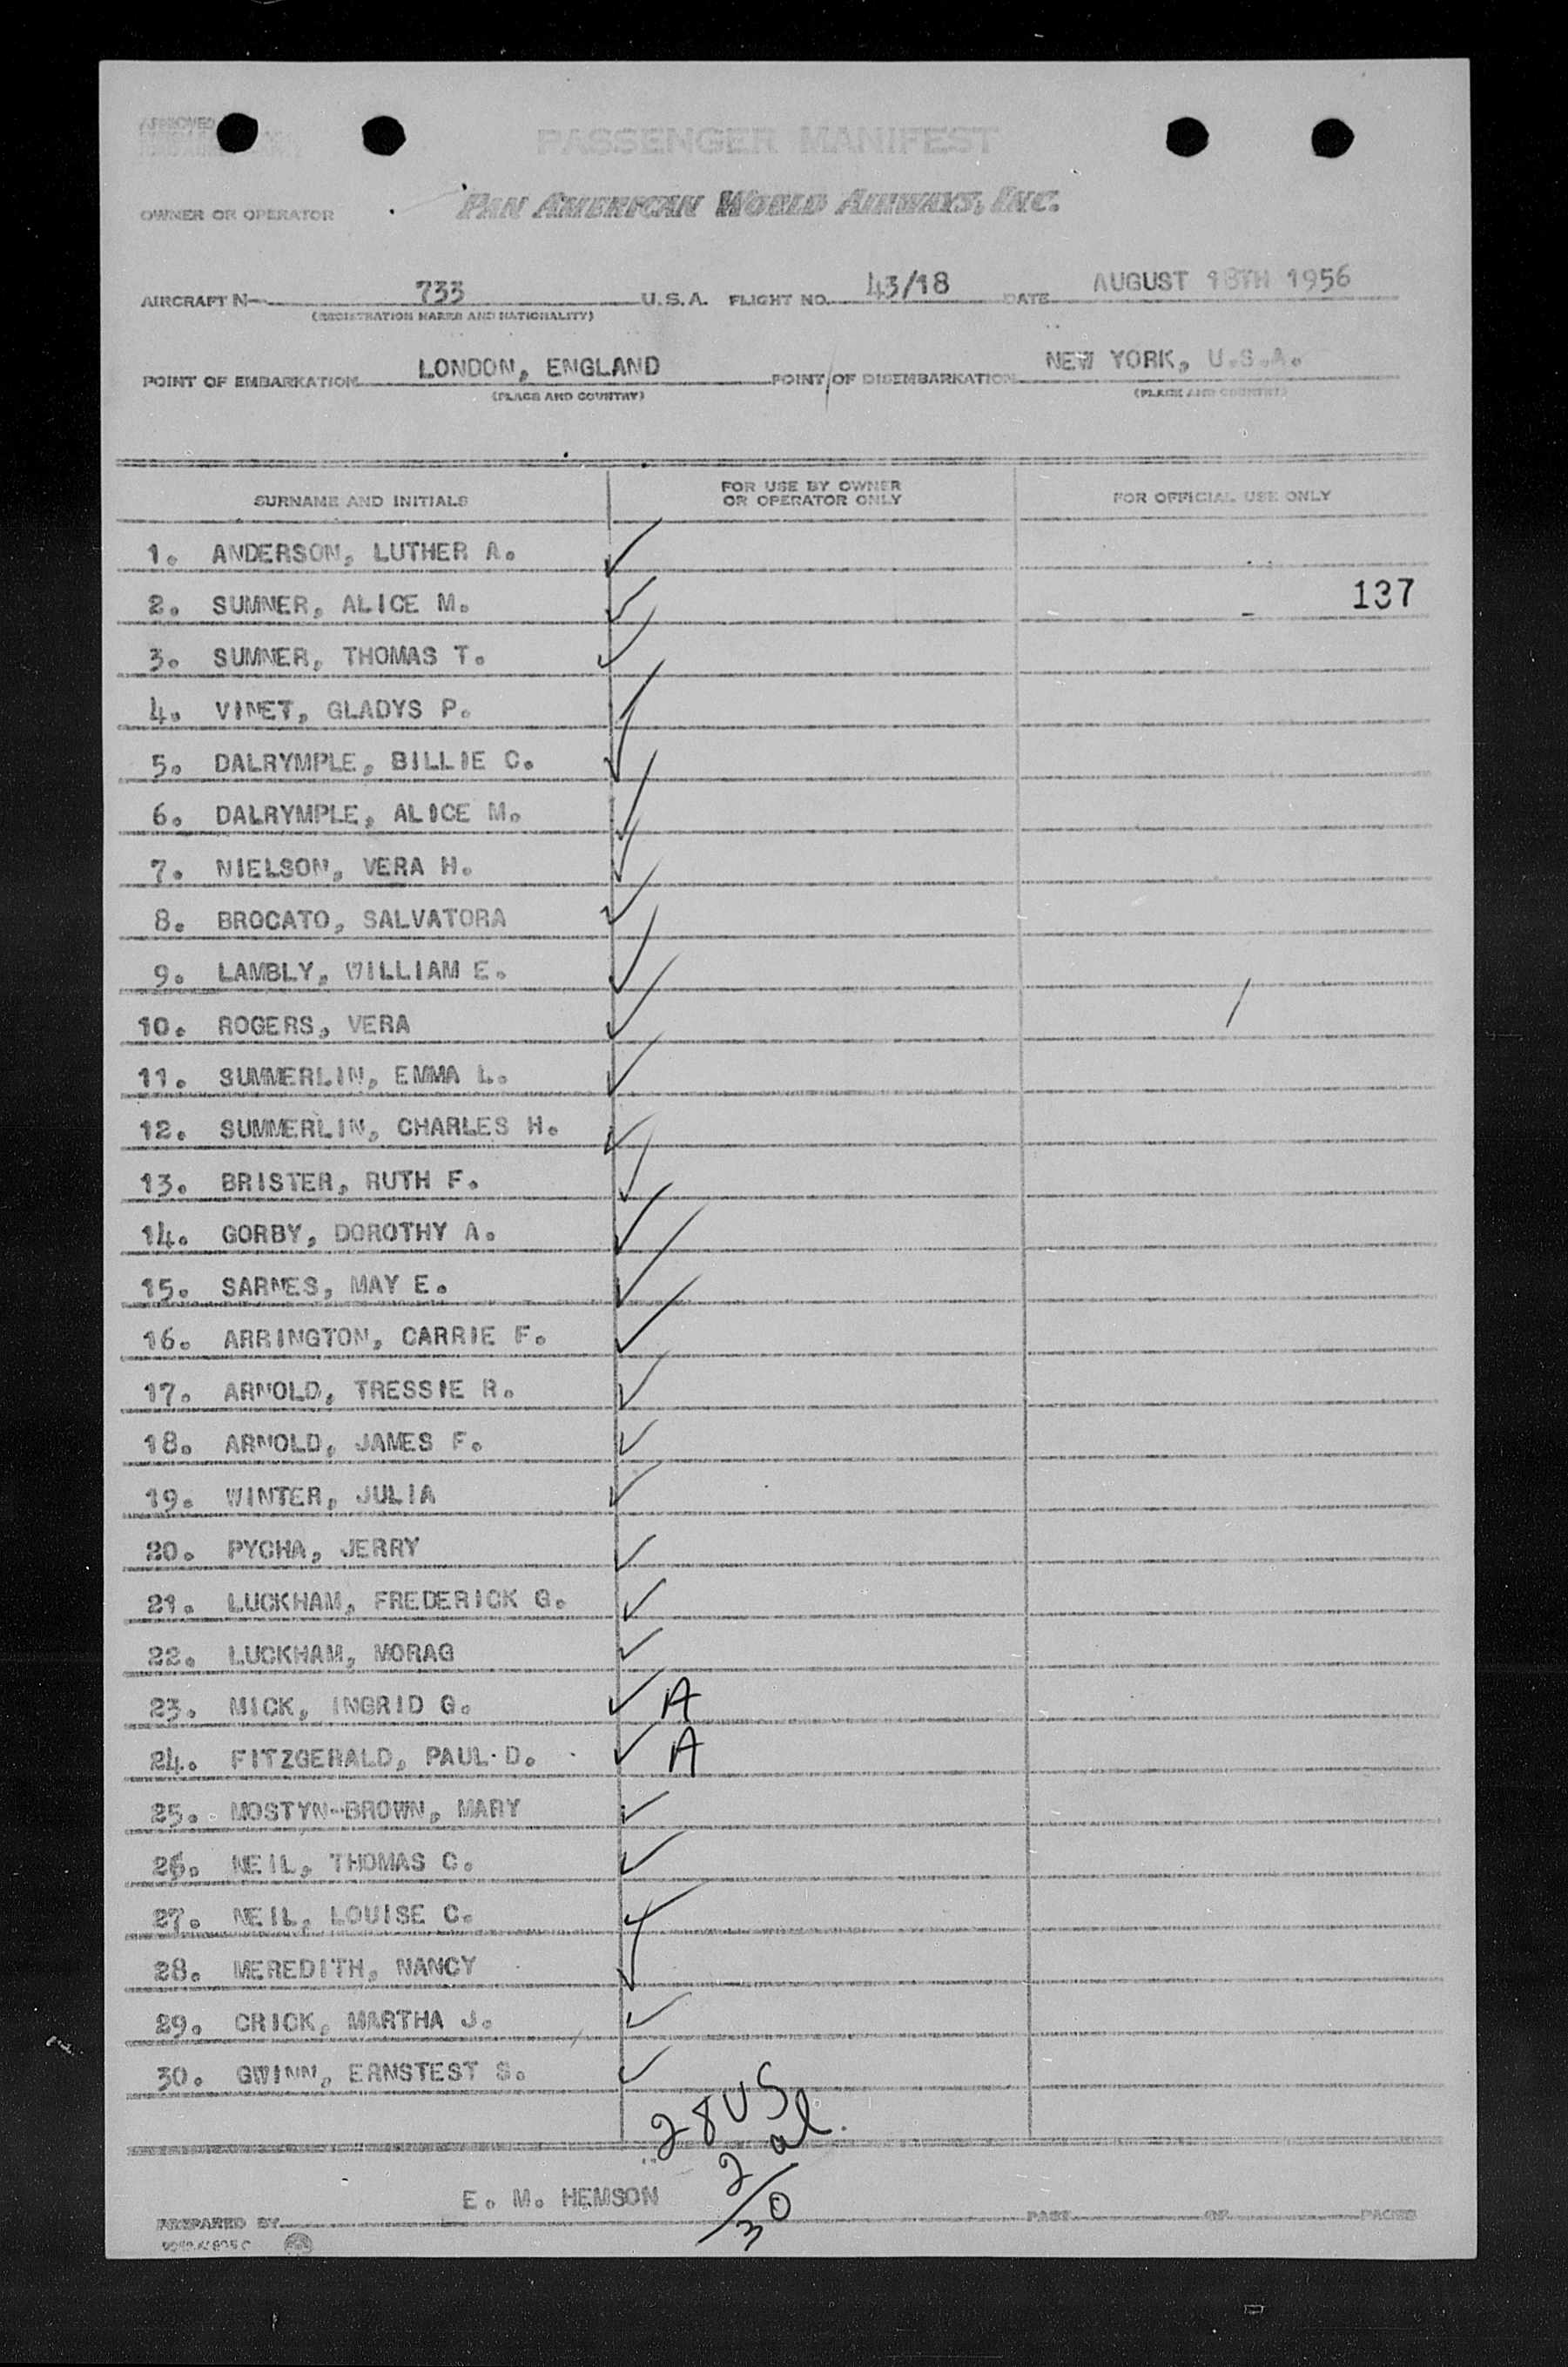 APPROVED
PASSENGER MANIFEST
OWNER OR OPERATOR PAN AMERICAN WORLD AIRWAYS, INC.
AIRCRAFT N- 733 U.S.A. FLIGHT NO. 43/18 DATE AUGUST 18TH 1956
(REGISTRATION MARKS AND NATIONALITY)
POINT OF EMBARKATION LONDON, ENGLAND POINT OF DISEMBARKATION NEW YORK, U.S.A.
(PLACE AND COUNTRY) (PLACE AND COUNTRY)
SURNAME AND INITIALS FOR USE BY OWNER OR OPERATOR ONLY FOR OFFICIAL USE ONLY
1. ANDERSON, LUTHER A. ✓
2. SUMNER, ALICE M. ✓ 137
3. SUMNER, THOMAS T. ✓
4. VINET, GLADYS P. ✓
5. DALRYMPLE, BILLIE C. ✓
6. DALRYMPLE, ALICE M. ✓
7. NIELSON, VERA H. ✓
8. BROCATO, SALVATORA ✓
9. LAMBLY, WILLIAM E. ✓
10. ROGERS, VERA ✓
11. SUMMERLIN, EMMA L. ✓
12. SUMMERLIN, CHARLES H. ✓
13. BRISTER, RUTH F. ✓
14. GORBY, DOROTHY A. ✓
15. SARNES, MAY E. ✓
16. ARRINGTON, CARRIE F. ✓
17. ARNOLD, TRESSIE R. ✓
18. ARNOLD, JAMES F. ✓
19. WINTER, JULIA ✓
20. PYCHA, JERRY ✓
21. LUCKHAM, FREDERICK G. ✓
22. LUCKHAM, MORAG ✓
23. MICK, INGRID G. ✓ A
24. FITZGERALD, PAUL D. ✓ A
25. MOSTYN-BROWN, MARY ✓
26. NEIL, THOMAS C. ✓
27. NEIL, LOUISE C. ✓
28. MEREDITH, NANCY ✓
29. CRICK, MARTHA J. ✓
30. GWINN, ERNSTEST S. ✓
28 US
2 al.
30
PREPARED BY E. M. HEMSON PAGE OF PAGES